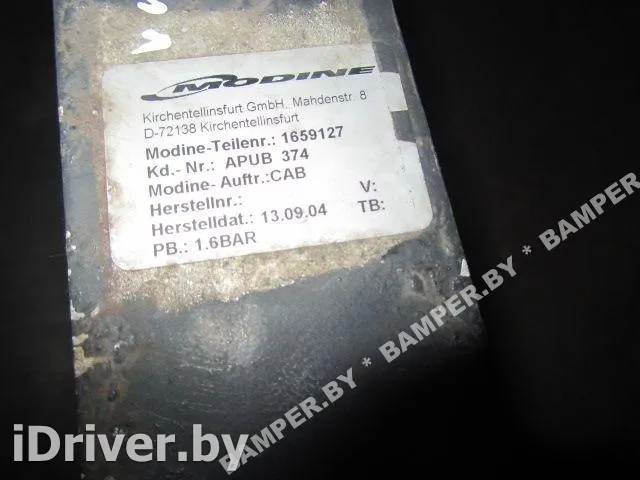 MODINE
Kirchentellinsfurt GmbH. Mahdenstr. 8
D-72138 Kirchentellinsfurt
Modine-Teilenr.: 1659127
Kd.- Nr.: APUB 374
Modine- Auftr.:CAB
Herstellnr.: V:
Herstelldat.: 13.09.04 TB:
PB.: 1.6BAR
BAMPER.BY * BAMPER.BY * BAMPER.BY
iDriver.by